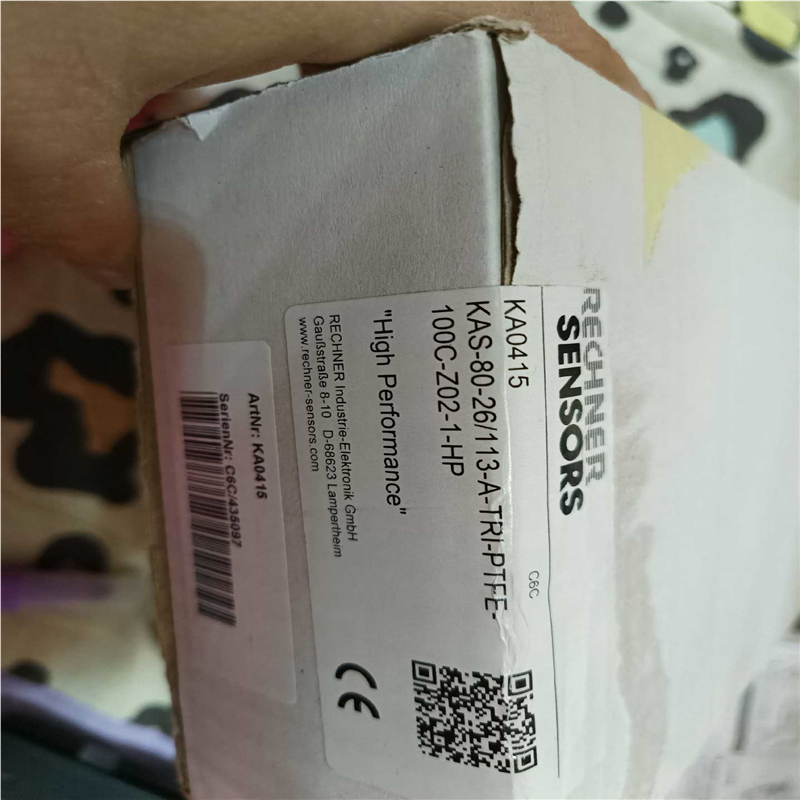 RECHNER
SENSORS
C6C
KA0415
KAS-80-26/113-A-TRI-PTFE-
100C-Z02-1-HP
"High Performance"
RECHNER Industrie-Elektronik GmbH
Gaußstraße 8-10 D-68623 Lampertheim
www.rechner-sensors.com
CE
ArtNr: KA0415
SerienNr: C6C/435097